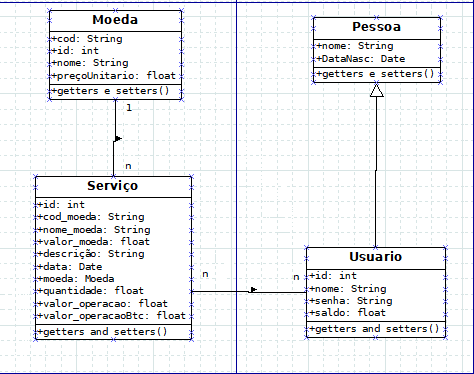 Moeda
+cod: String
+id: int
+nome: String
+preçoUnitario: float
+getters e setters()
Pessoa
+nome: String
+DataNasc: Date
+getters e setters()
1
n
Serviço
+id: int
+cod_moeda: String
+nome_moeda: String
+valor_moeda: float
+descrição: String
+data: Date
+moeda: Moeda
+quantidade: float
+valor_operacao: float
+valor_operacaoBtc: float
+getters and setters()
n
n
Usuario
+id: int
+nome: String
+senha: String
+saldo: float
+getters and setters()